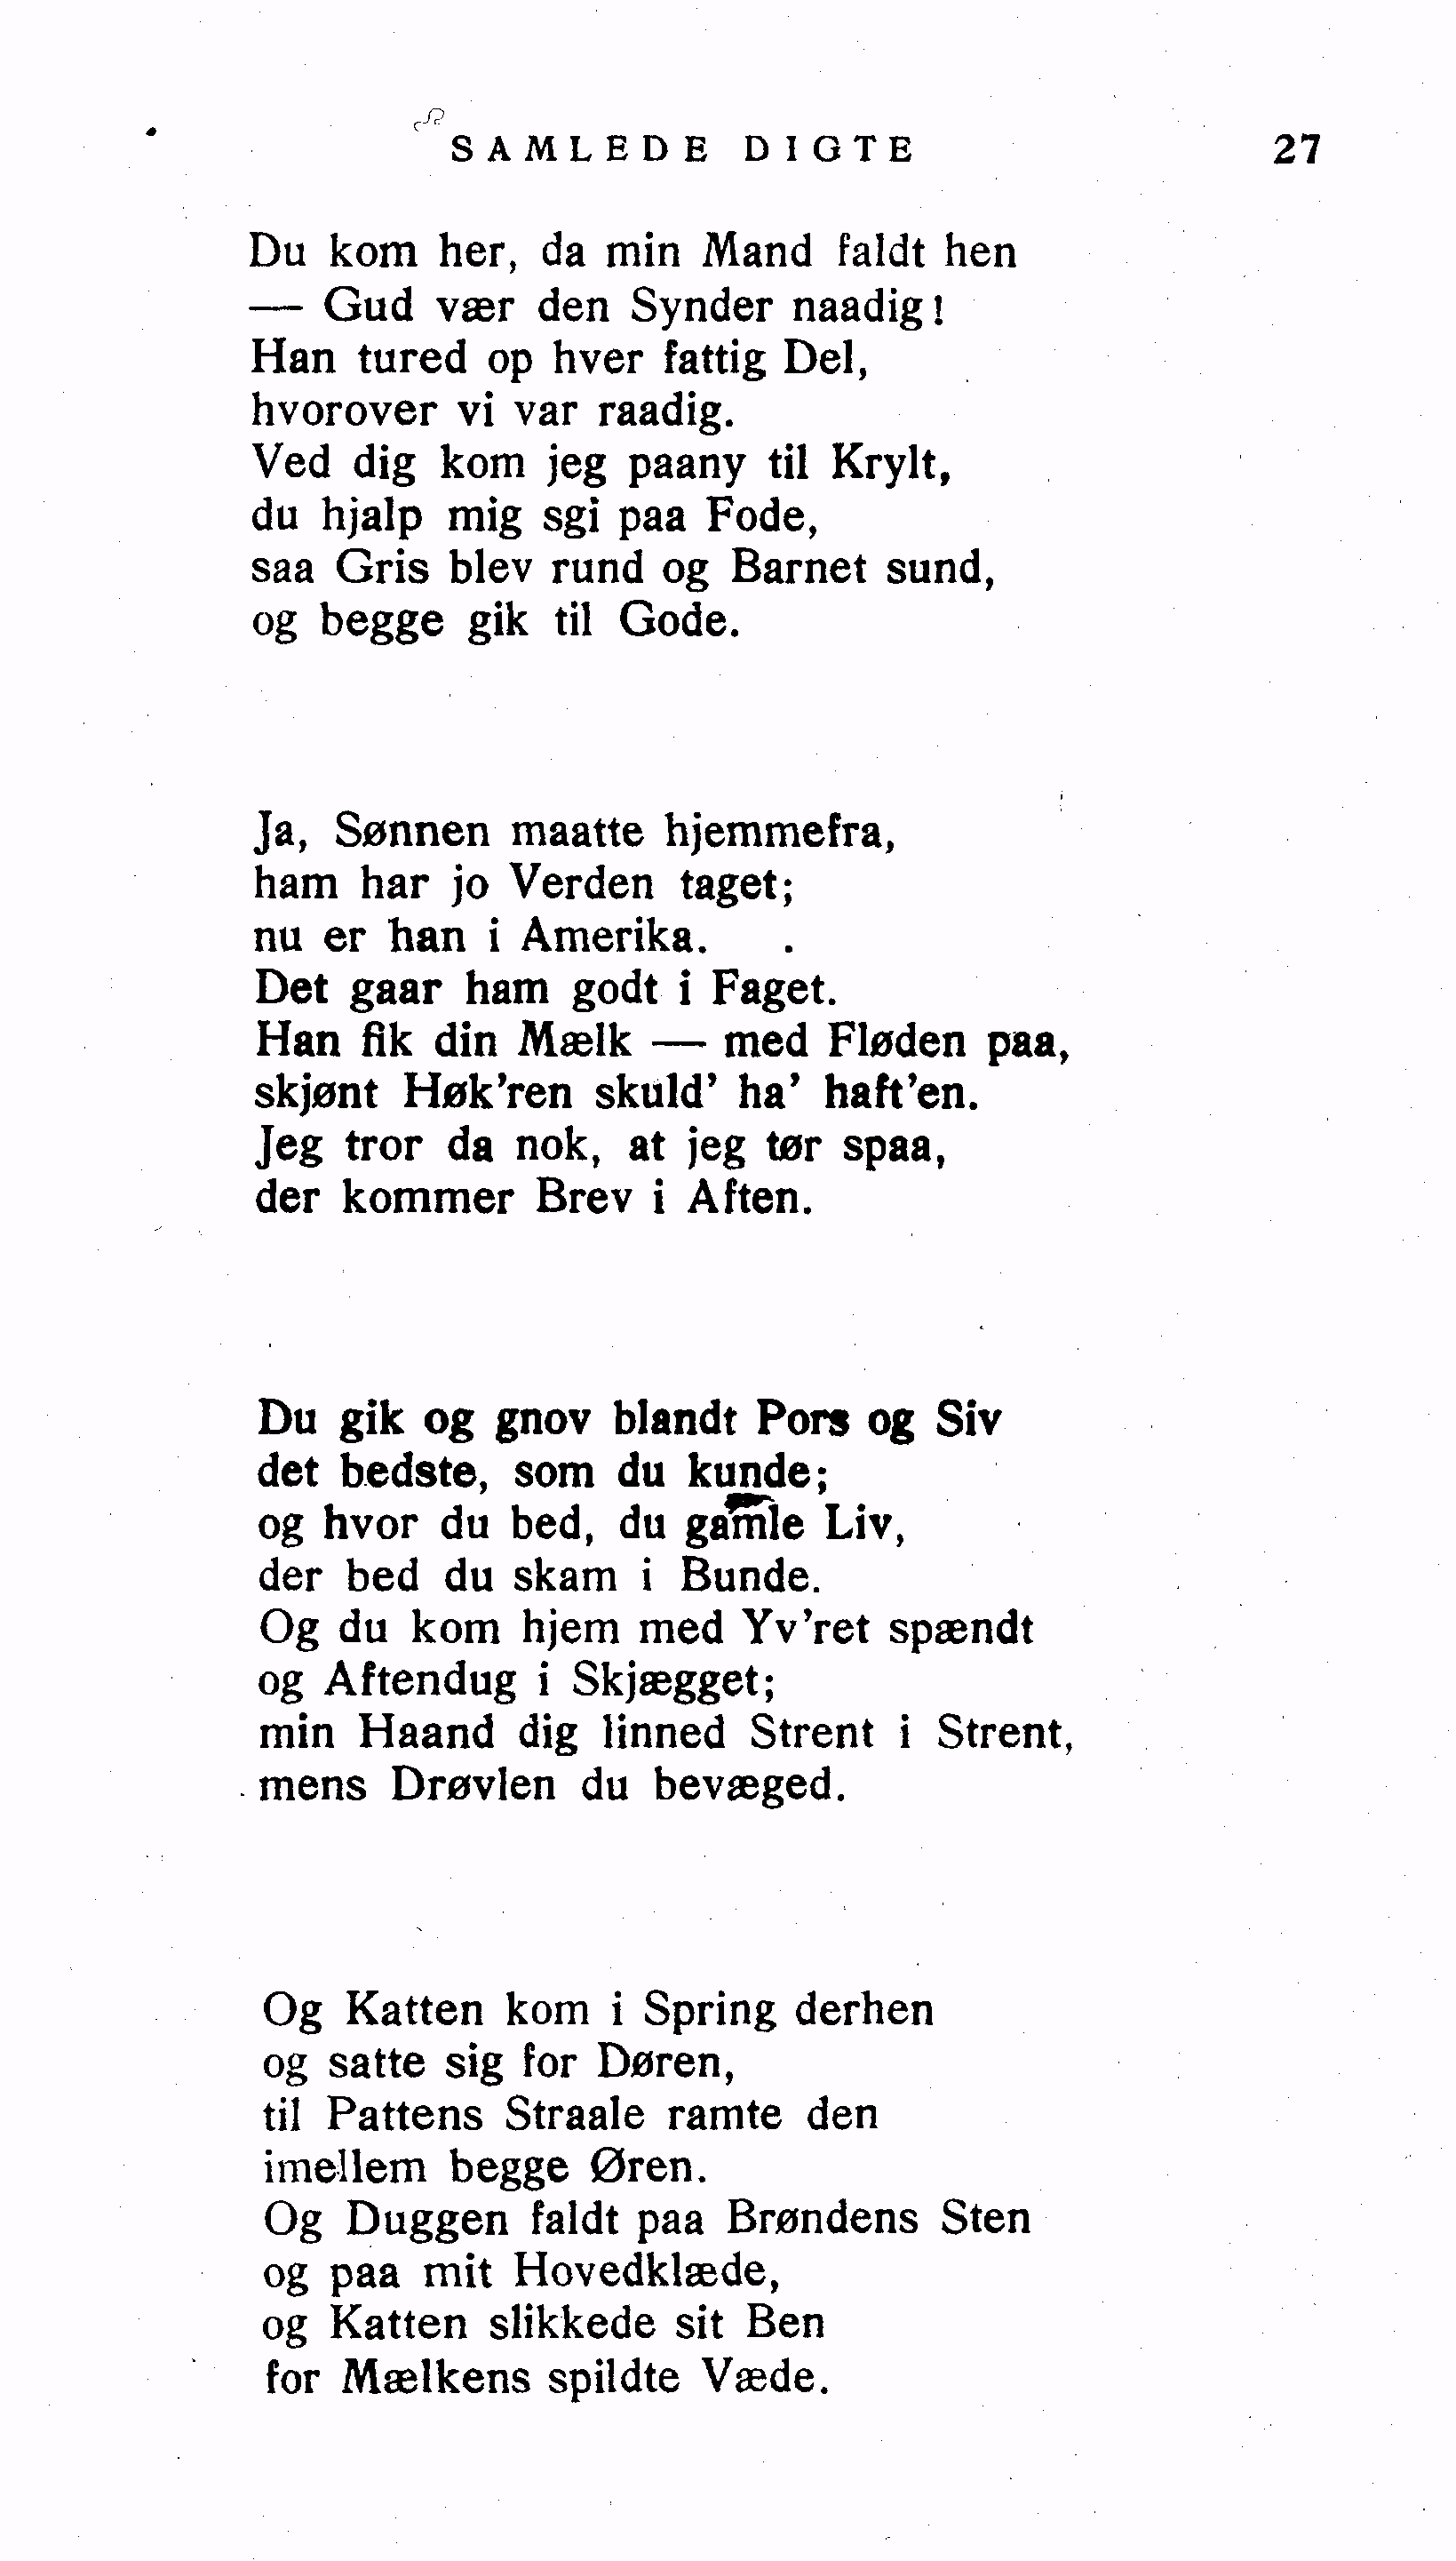 SAMLEDE DIGTE 27
Du kom her, da min Mand faldt hen
— Gud vær den Synder naadig!
Han tured op hver fattig Del,
hvorover vi var raadig.
Ved dig kom jeg paany til Krylt,
du hjalp mig sgi paa Fode,
saa Gris blev rund og Barnet sund,
og begge gik til Gode.
Ja, Sønnen maatte hjemmefra,
ham har jo Verden taget;
nu er han i Amerika.
Det gaar ham godt i Faget.
Han fik din Mælk — med Fløden paa,
skjønt Høk'ren skuld' ha' haft'en.
Jeg tror da nok, at jeg tør spaa,
der kommer Brev i Aften.
Du gik og gnov blandt Pors og Siv
det bedste, som du kunde;
og hvor du bed, du gamle Liv,
der bed du skam i Bunde.
Og du kom hjem med Yv'ret spændt
og Aftendug i Skjægget;
min Haand dig linned Strent i Strent,
mens Drøvlen du bevæged.
Og Katten kom i Spring derhen
og satte sig for Døren,
til Pattens Straale ramte den
imellem begge Øren.
Og Duggen faldt paa Brøndens Sten
og paa mit Hovedklæde,
og Katten slikkede sit Ben
for Mælkens spildte Væde.